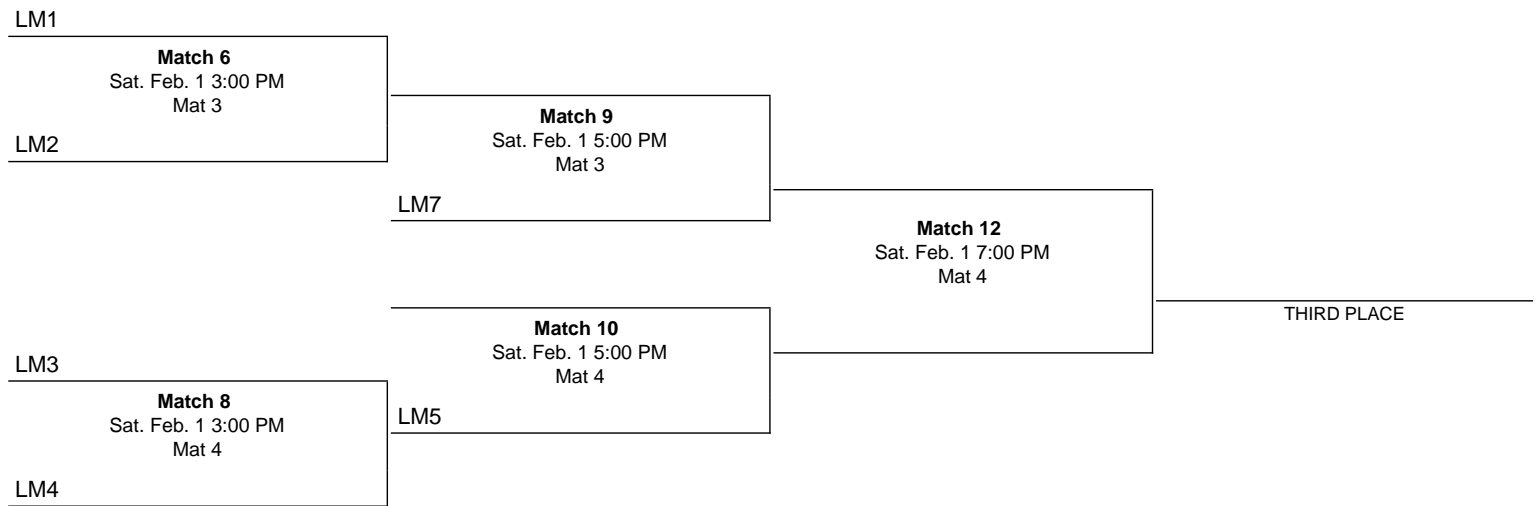 LM1
Match 6
Sat. Feb. 1 3:00 PM
Mat 3
LM2
Match 9
Sat. Feb. 1 5:00 PM
Mat 3
LM7
Match 12
Sat. Feb. 1 7:00 PM
Mat 4
THIRD PLACE
Match 10
Sat. Feb. 1 5:00 PM
Mat 4
LM5
LM3
Match 8
Sat. Feb. 1 3:00 PM
Mat 4
LM4